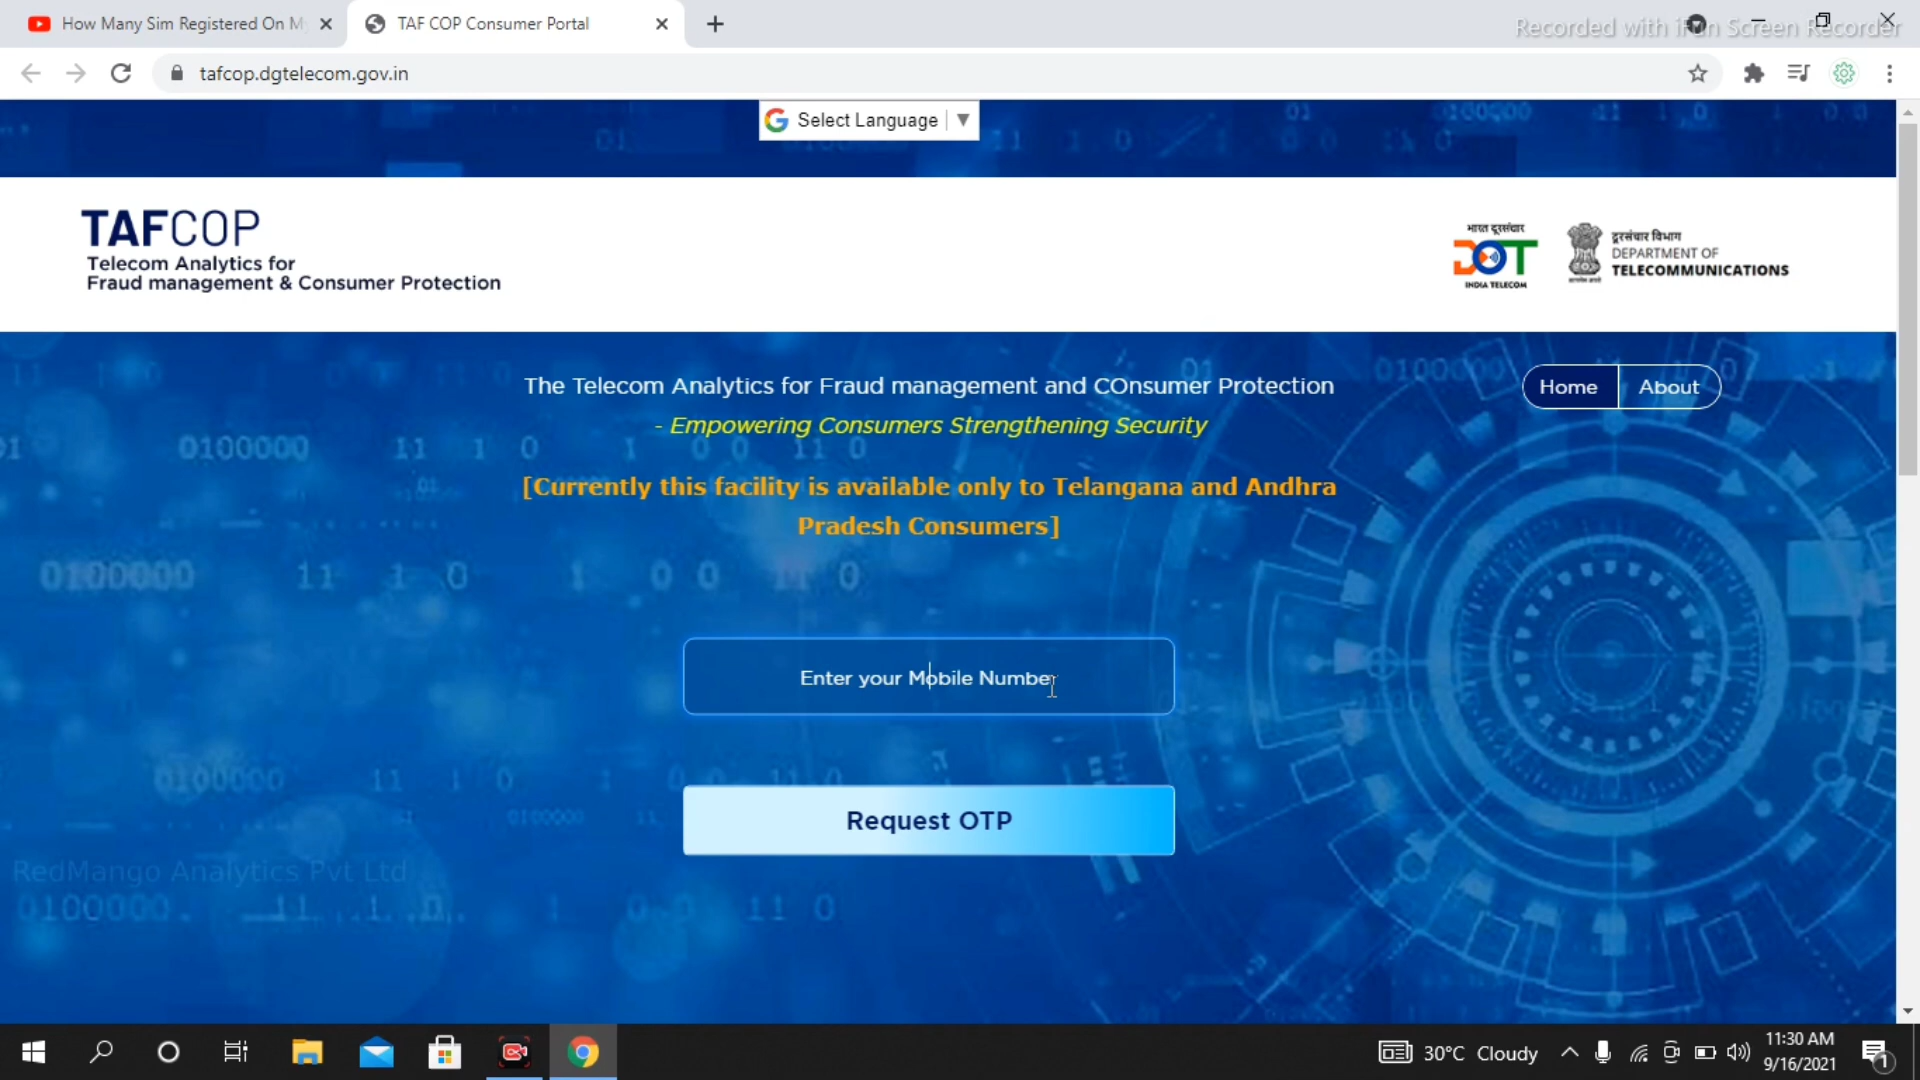 How Many Sim Registered On M
TAF COP Consumer Portal
Recorded with iFun Screen Recorder
tafcop.dgtelecom.gov.in
Select Language
TAFCOP
Telecom Analytics for
Fraud management & Consumer Protection
भारत दूरसंचार
DOT
INDIA TELECOM
दूरसंचार विभाग
DEPARTMENT OF
TELECOMMUNICATIONS
The Telecom Analytics for Fraud management and COnsumer Protection
- Empowering Consumers Strengthening Security
Home
About
[Currently this facility is available only to Telangana and Andhra
Pradesh Consumers]
Enter your Mobile Number
Request OTP
RedMango Analytics Pvt Ltd
30°C Cloudy
11:30 AM
9/16/2021
1